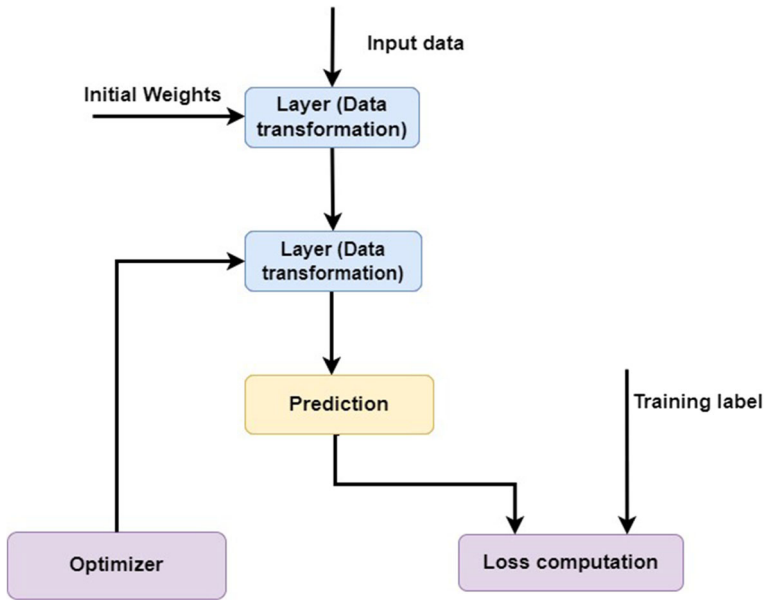 Input data
Initial Weights
Layer (Data
transformation)
Layer (Data
transformation)
Prediction
Training label
Optimizer
Loss computation